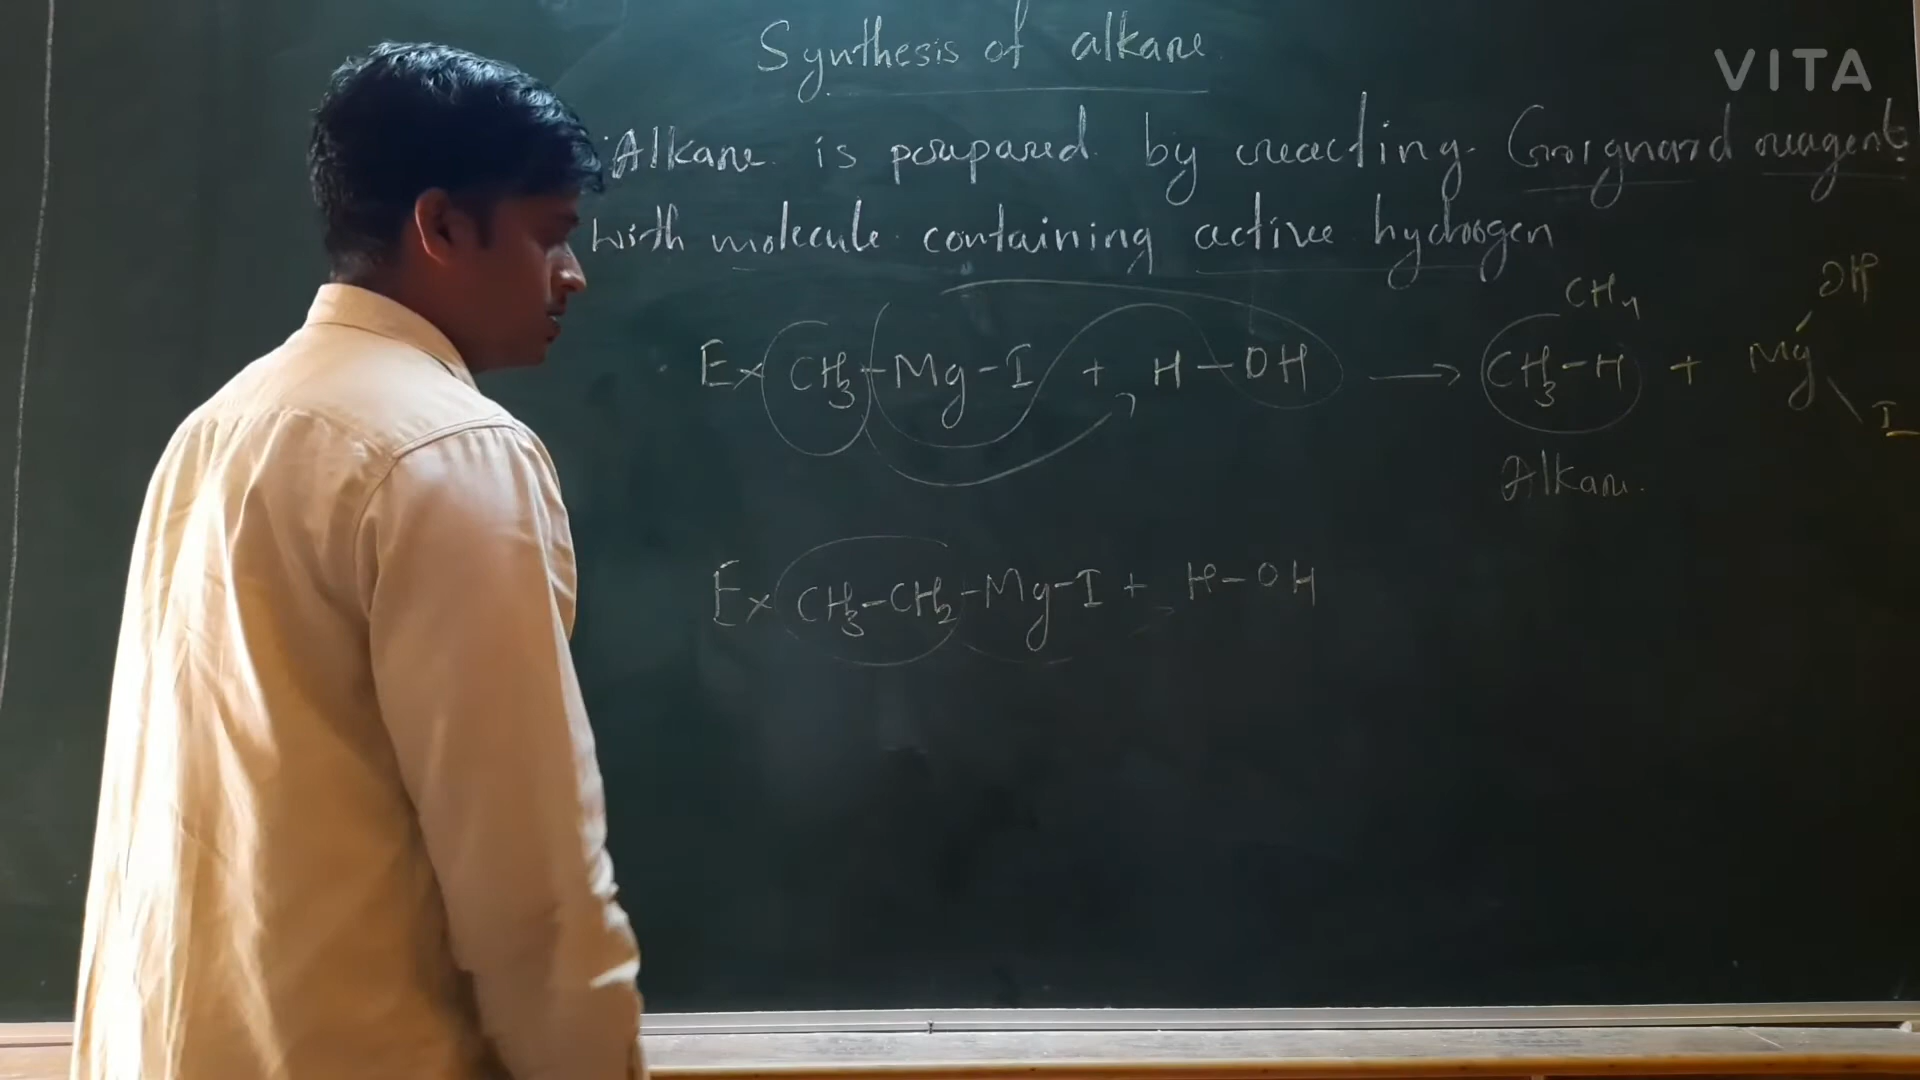 Synthesis of alkane
VITA
Alkane is prepared by reacting Grignard reagent
with molecule containing active hydrogen
CH4
OH
Ex CH3-Mg-I + H-OH → CH3-H + Mg
I
Alkane.
Ex CH3-CH2-Mg-I + H-OH